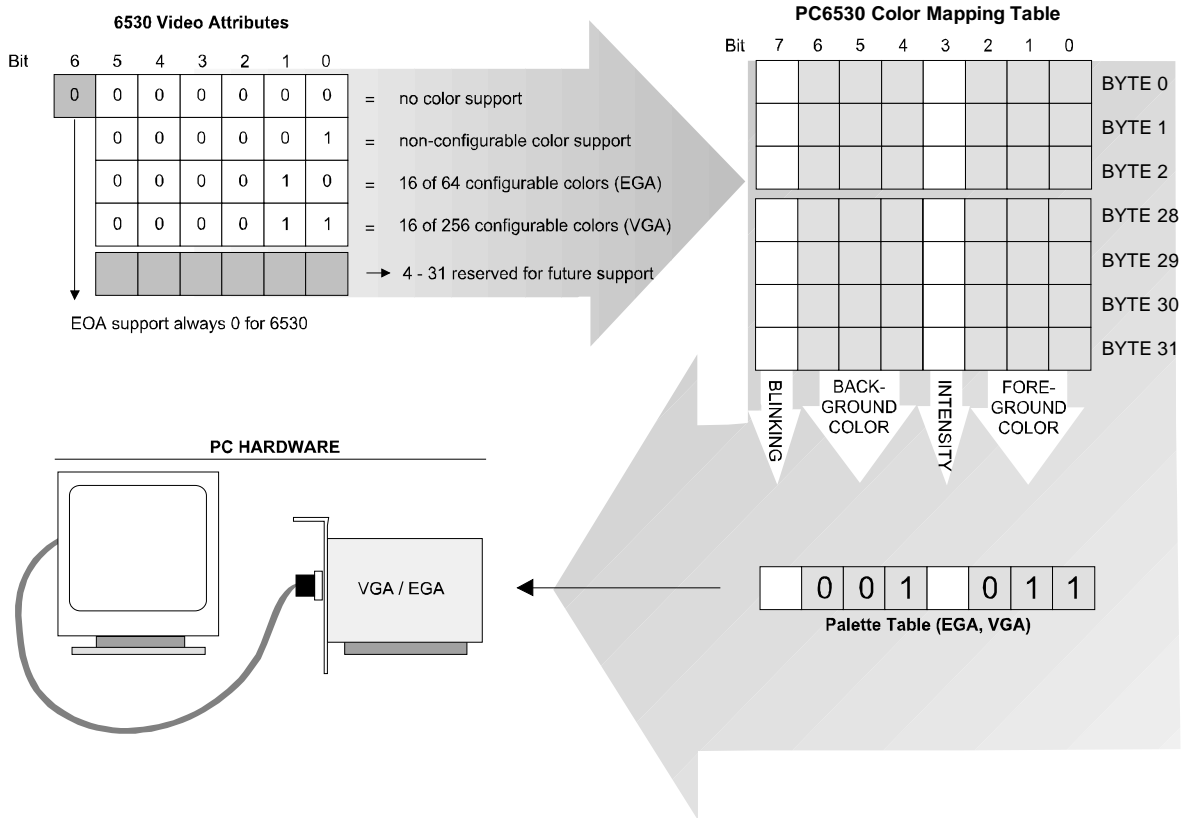 6530 Video Attributes
Bit 6 5 4 3 2 1 0
0 0 0 0 0 0 0 = no color support
0 0 0 0 0 1 = non-configurable color support
0 0 0 0 1 0 = 16 of 64 configurable colors (EGA)
0 0 0 0 1 1 = 16 of 256 configurable colors (VGA)
4 - 31 reserved for future support
EOA support always 0 for 6530
PC6530 Color Mapping Table
Bit 7 6 5 4 3 2 1 0
BYTE 0
BYTE 1
BYTE 2
BYTE 28
BYTE 29
BYTE 30
BYTE 31
BLINKING
BACK-
GROUND
COLOR
INTENSITY
FORE-
GROUND
COLOR
0 0 1 0 1 1
Palette Table (EGA, VGA)
PC HARDWARE
VGA / EGA